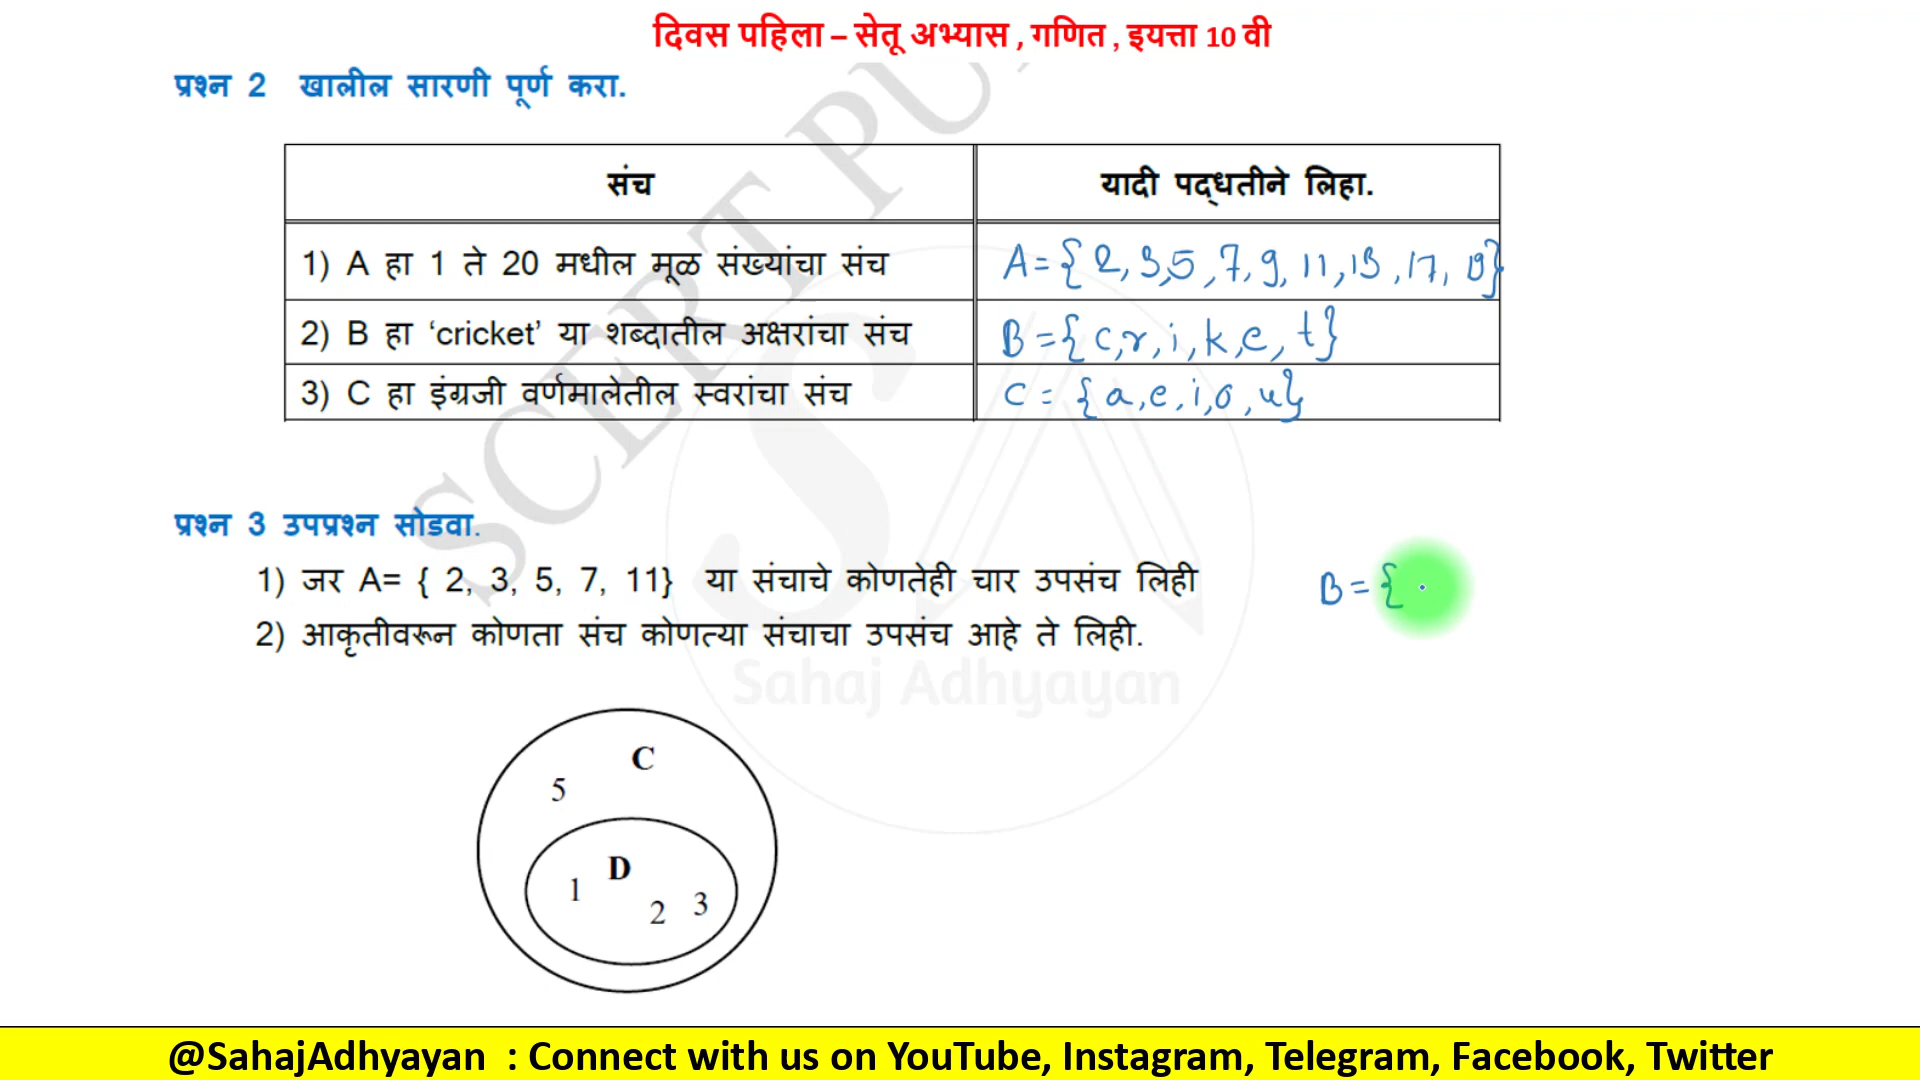 दिवस पहिला – सेतू अभ्यास , गणित , इयत्ता 10 वी
प्रश्न 2 खालील सारणी पूर्ण करा.
संच यादी पद्धतीने लिहा.
1) A हा 1 ते 20 मधील मूळ संख्यांचा संच A = { 2, 3, 5, 7, 9, 11, 13, 17, 19}
2) B हा ‘cricket’ या शब्दातील अक्षरांचा संच B = { c, r, i, k, e, t}
3) C हा इंग्रजी वर्णमालेतील स्वरांचा संच C = { a, e, i, o, u}
प्रश्न 3 उपप्रश्न सोडवा.
1) जर A= { 2, 3, 5, 7, 11} या संचाचे कोणतेही चार उपसंच लिही B = {
2) आकृतीवरून कोणता संच कोणत्या संचाचा उपसंच आहे ते लिही.
Sahaj Adhyayan
C
5
D
1 2 3
SCERT PU
@SahajAdhyayan : Connect with us on YouTube, Instagram, Telegram, Facebook, Twitter